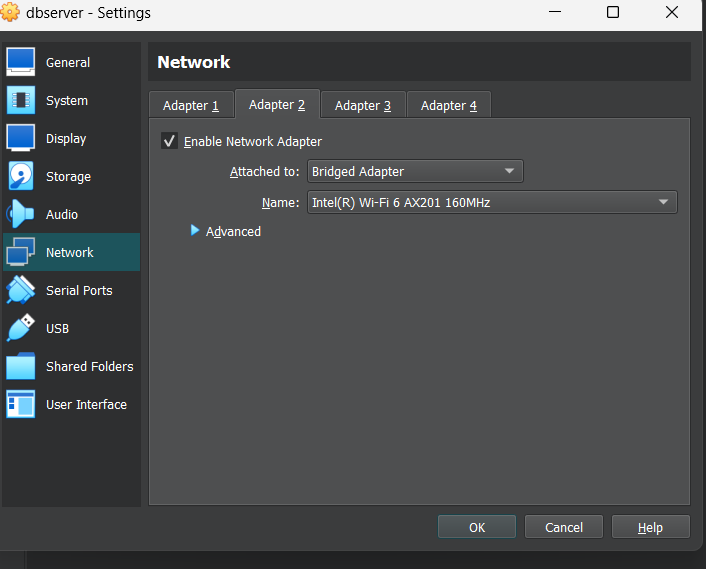 dbserver - Settings
General
System
Display
Storage
Audio
Network
Serial Ports
USB
Shared Folders
User Interface
Network
Adapter 1 Adapter 2 Adapter 3 Adapter 4
Enable Network Adapter
Attached to: Bridged Adapter
Name: Intel(R) Wi-Fi 6 AX201 160MHz
Advanced
OK Cancel Help